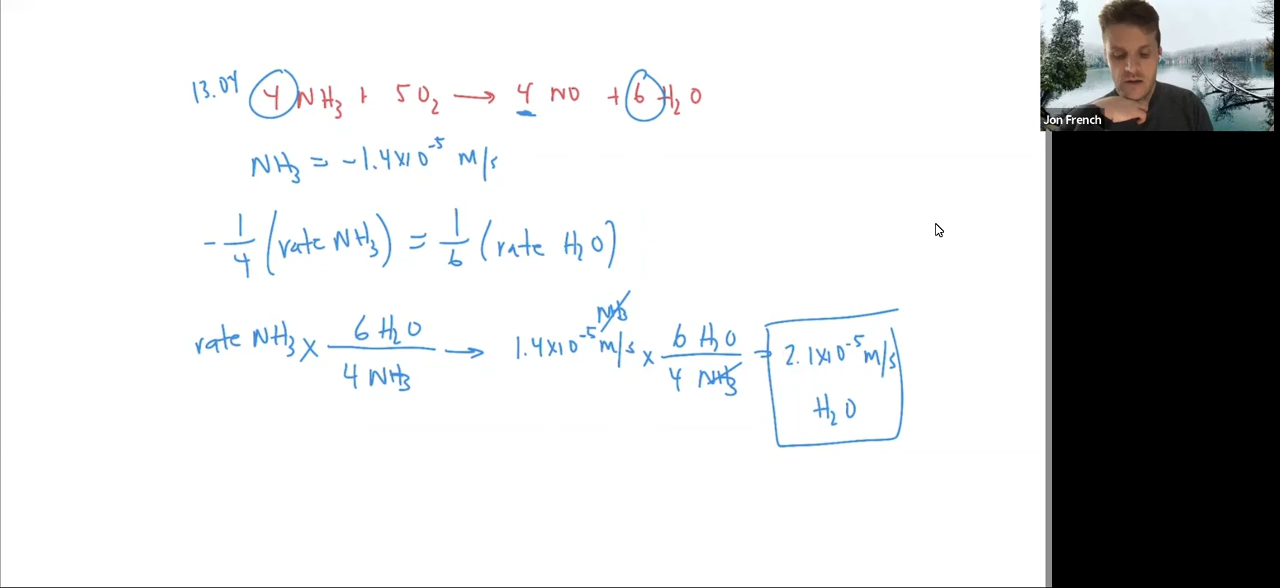 13.04 4 NH₃ + 5 O₂ → 4 NO + 6 H₂O
NH₃ = -1.4x10⁻⁵ M/s
-1/4 (rate NH₃) = 1/6 (rate H₂O)
rate NH₃ x 6 H₂O / 4 NH₃ → 1.4x10⁻⁵ M/s NH₃ x 6 H₂O / 4 NH₃ = 2.1x10⁻⁵ M/s
H₂O
Jon French